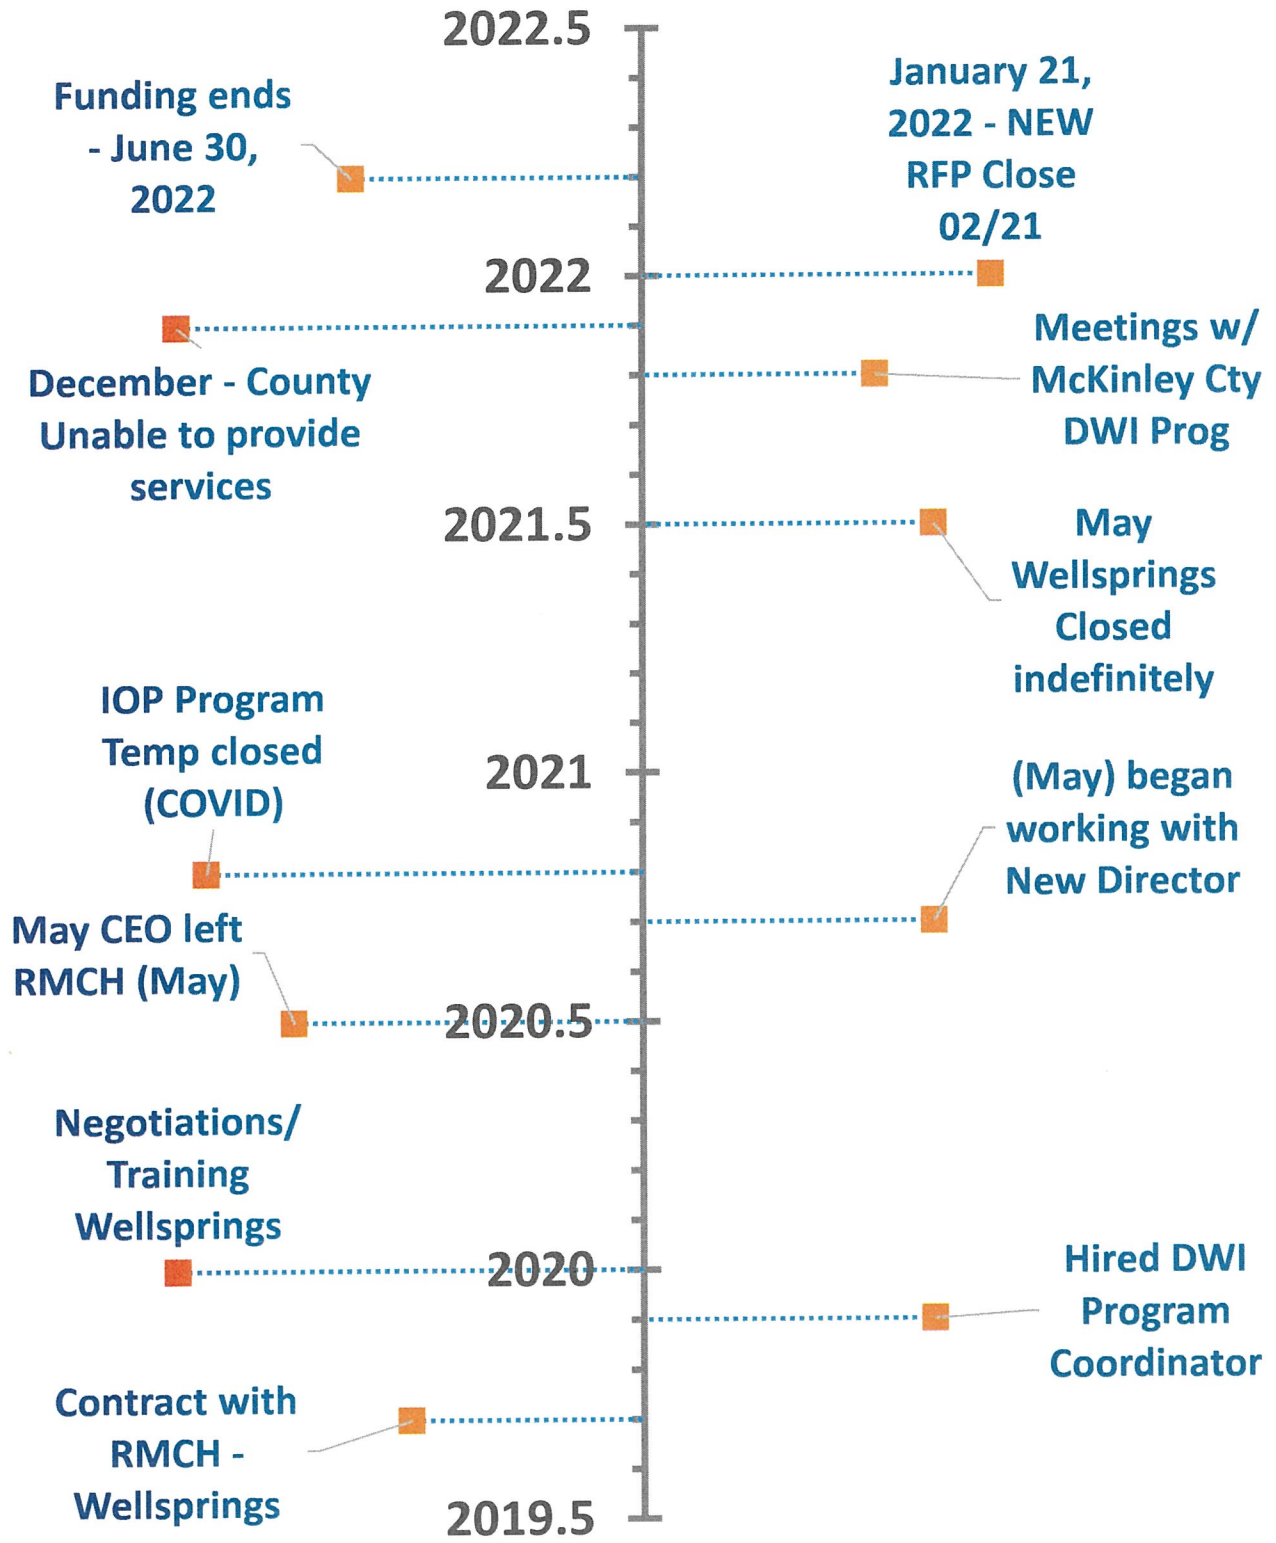 2022.5
Funding ends
- June 30,
2022
January 21,
2022 - NEW
RFP Close
02/21
2022
December - County
Unable to provide
services
Meetings w/
McKinley Cty
DWI Prog
2021.5
May
Wellsprings
Closed
indefinitely
IOP Program
Temp closed
(COVID)
2021
(May) began
working with
New Director
May CEO left
RMCH (May)
2020.5
Negotiations/
Training
Wellsprings
2020
Hired DWI
Program
Coordinator
Contract with
RMCH -
Wellsprings
2019.5